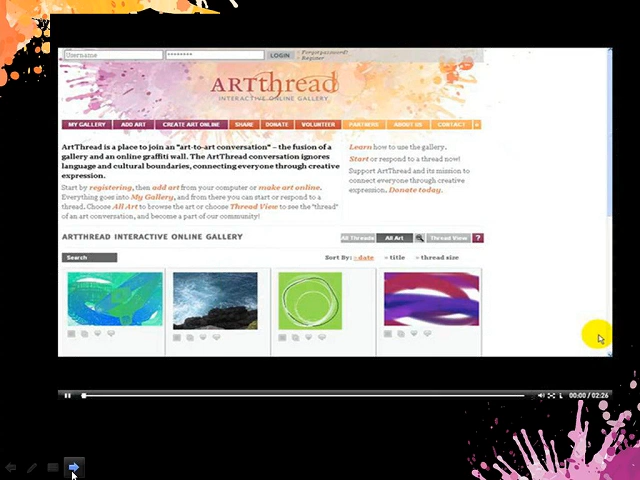 Username
********
LOGIN
Forgot password?
Register
ARTthread
INTERACTIVE ONLINE GALLERY
MY GALLERY ADD ART CREATE ART ONLINE SHARE DONATE VOLUNTEER PARTNERS ABOUT US CONTACT
ArtThread is a place to join an "art-to-art conversation" – the fusion of a
gallery and an online graffiti wall. The ArtThread conversation ignores
language and cultural boundaries, connecting everyone through creative
expression.
Start by registering, then add art from your computer or make art online.
Everything goes into My Gallery, and from there you can start or respond to a
thread. Choose All Art to browse the art or choose Thread View to see the "thread"
of an art conversation, and become a part of our community!
Learn how to use the gallery.
Start or respond to a thread now!
Support ArtThread and its mission to
connect everyone through creative
expression. Donate today.
ARTTHREAD INTERACTIVE ONLINE GALLERY
All Threads All Art Thread View ?
Search
Sort By: date title thread size
00:00 / 02:26